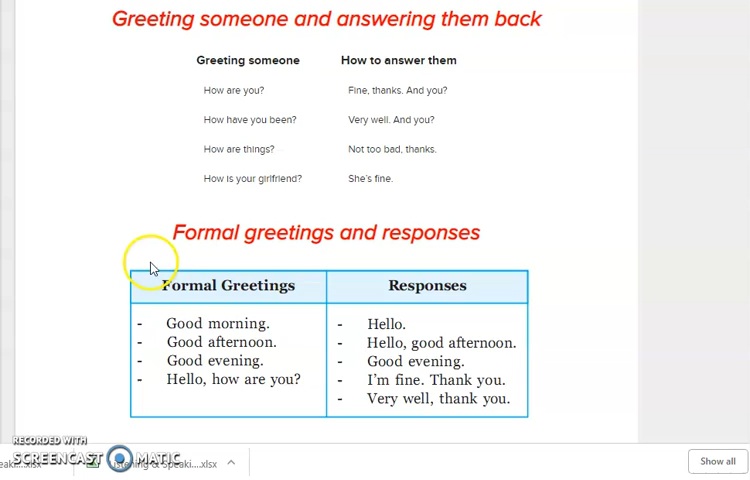 Greeting someone and answering them back
Greeting someone How to answer them
How are you? Fine, thanks. And you?
How have you been? Very well. And you?
How are things? Not too bad, thanks.
How is your girlfriend? She's fine.
Formal greetings and responses
Formal Greetings Responses
- Good morning. - Hello.
- Good afternoon. - Hello, good afternoon.
- Good evening. - Good evening.
- Hello, how are you? - I'm fine. Thank you.
- Very well, thank you.
RECORDED WITH
SCREENCAST MATIC
.xlsx Listening & Speaki....xlsx Show all